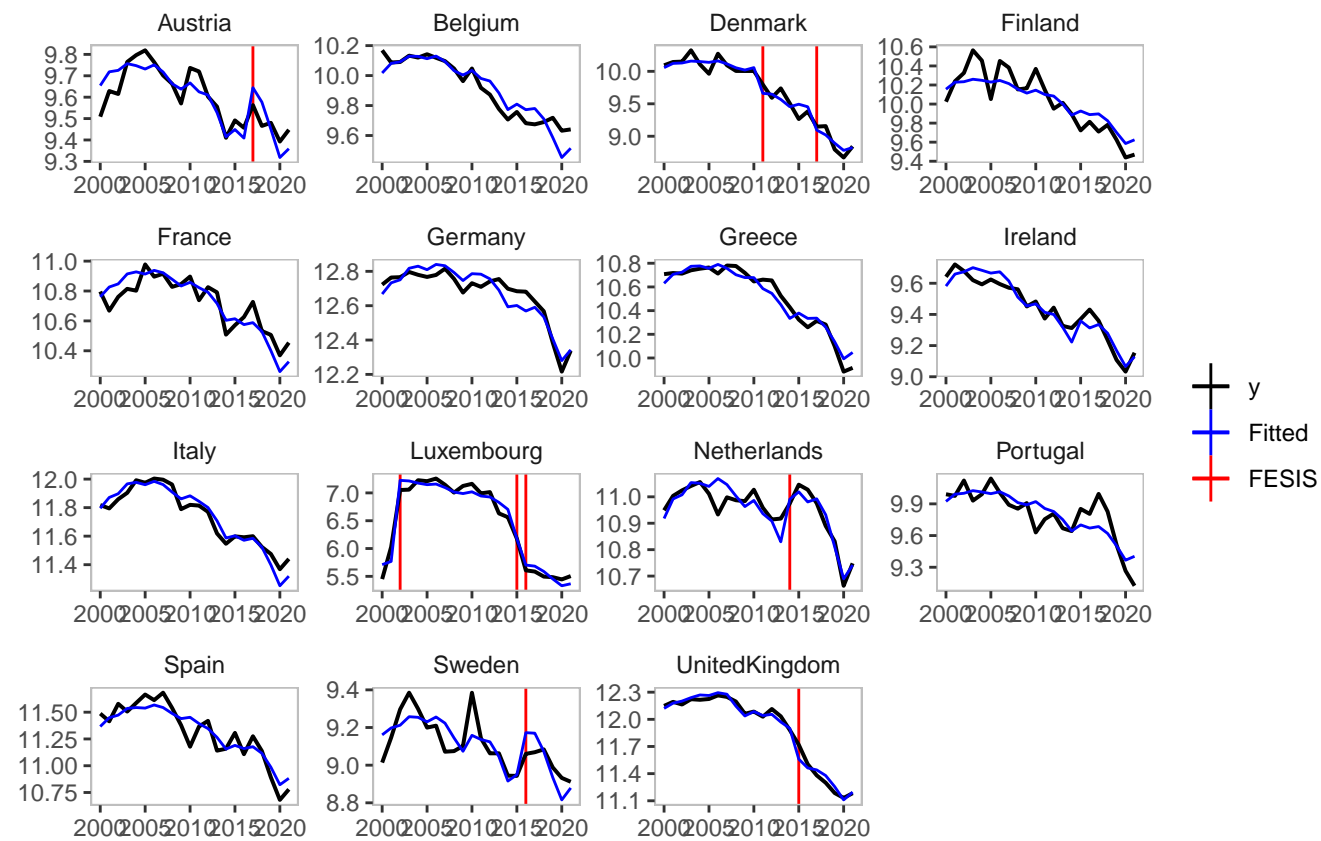 Austria Belgium Denmark Finland
9.8 9.7 9.6 9.5 9.4 9.3
10.2 10.0 9.8 9.6
10.0 9.5 9.0
10.6 10.4 10.2 10.0 9.8 9.6 9.4
2000 2005 2010 2015 2020 2000 2005 2010 2015 2020 2000 2005 2010 2015 2020 2000 2005 2010 2015 2020
France Germany Greece Ireland
11.0 10.8 10.6 10.4
12.8 12.6 12.4 12.2
10.8 10.6 10.4 10.2 10.0
9.6 9.4 9.2 9.0
2000 2005 2010 2015 2020 2000 2005 2010 2015 2020 2000 2005 2010 2015 2020 2000 2005 2010 2015 2020
y
Fitted
FESIS
Italy Luxembourg Netherlands Portugal
12.0 11.8 11.6 11.4
7.0 6.5 6.0 5.5
11.0 10.9 10.8 10.7
9.9 9.6 9.3
2000 2005 2010 2015 2020 2000 2005 2010 2015 2020 2000 2005 2010 2015 2020 2000 2005 2010 2015 2020
Spain Sweden UnitedKingdom
11.50 11.25 11.00 10.75
9.4 9.2 9.0 8.8
12.3 12.0 11.7 11.4 11.1
2000 2005 2010 2015 2020 2000 2005 2010 2015 2020 2000 2005 2010 2015 2020